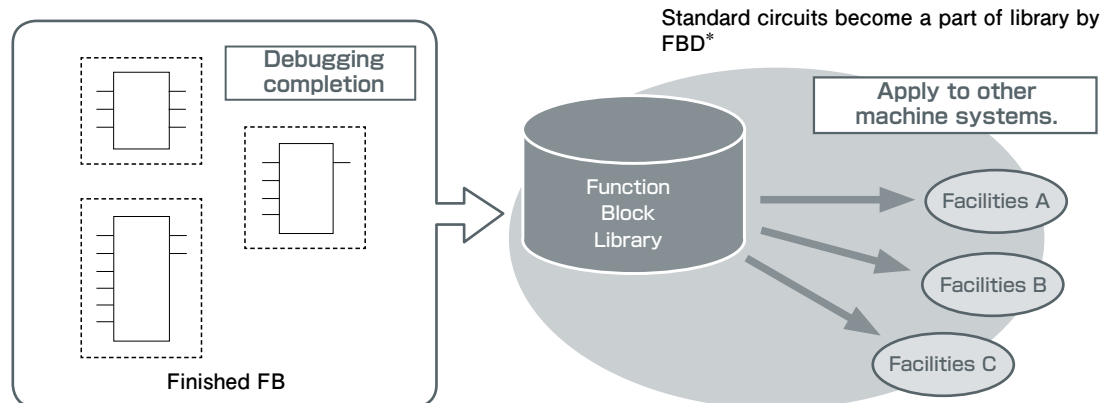 Standard circuits become a part of library by
FBD*
Debugging
completion
Finished FB
Function
Block
Library
Apply to other
machine systems.
Facilities A
Facilities B
Facilities C